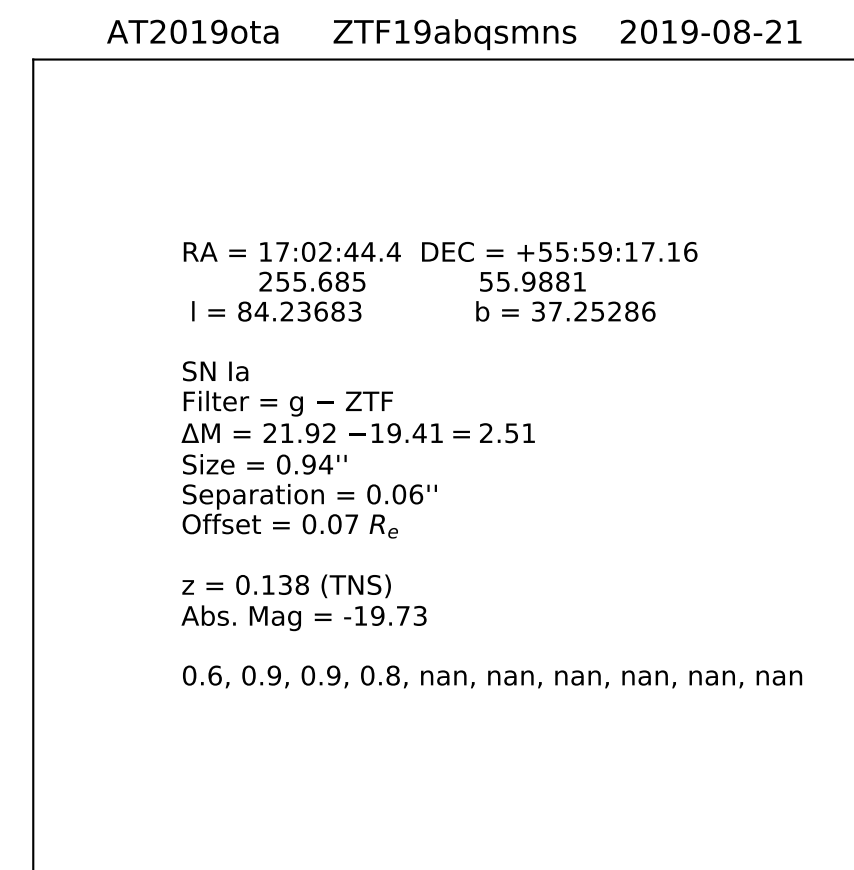 AT2019ota ZTF19abqsmns 2019-08-21
RA = 17:02:44.4 DEC = +55:59:17.16
255.685 55.9881
l = 84.23683 b = 37.25286
SN Ia
Filter = g − ZTF
ΔM = 21.92 −19.41 = 2.51
Size = 0.94''
Separation = 0.06''
Offset = 0.07 Re
z = 0.138 (TNS)
Abs. Mag = -19.73
0.6, 0.9, 0.9, 0.8, nan, nan, nan, nan, nan, nan